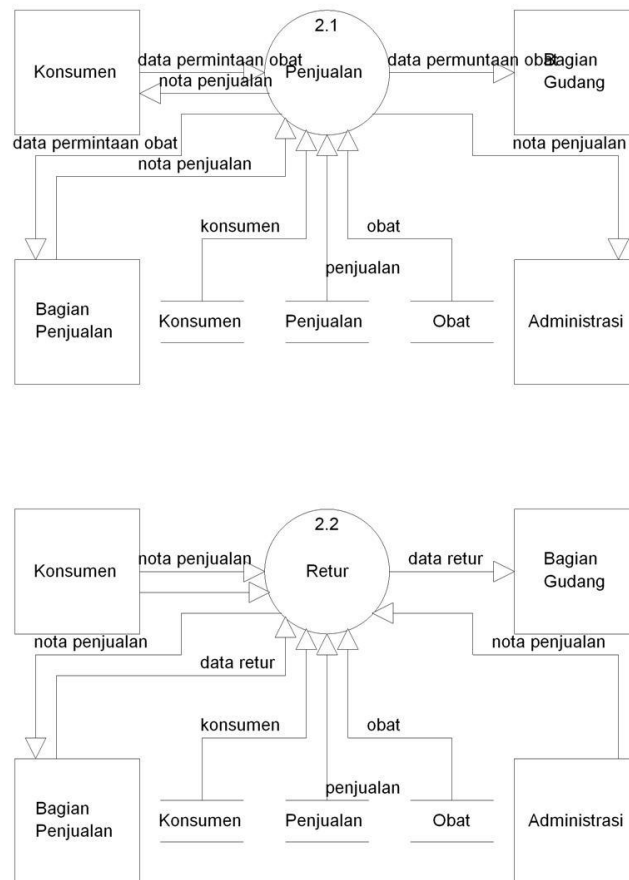 2.1
Konsumen
data permintaan obat
Penjualan
data permuntaan obat
Bagian
Gudang
nota penjualan
data permintaan obat
nota penjualan
nota penjualan
konsumen
obat
penjualan
Bagian
Penjualan
Konsumen
Penjualan
Obat
Administrasi
2.2
Konsumen
nota penjualan
Retur
data retur
Bagian
Gudang
nota penjualan
nota penjualan
data retur
konsumen
obat
penjualan
Bagian
Penjualan
Konsumen
Penjualan
Obat
Administrasi